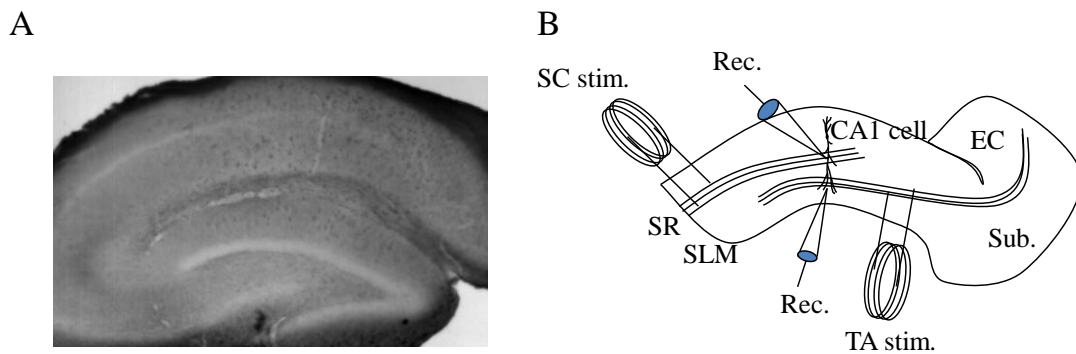 A
B
SC stim.
Rec.
CA1 cell
EC
SR
SLM
Sub.
Rec.
TA stim.